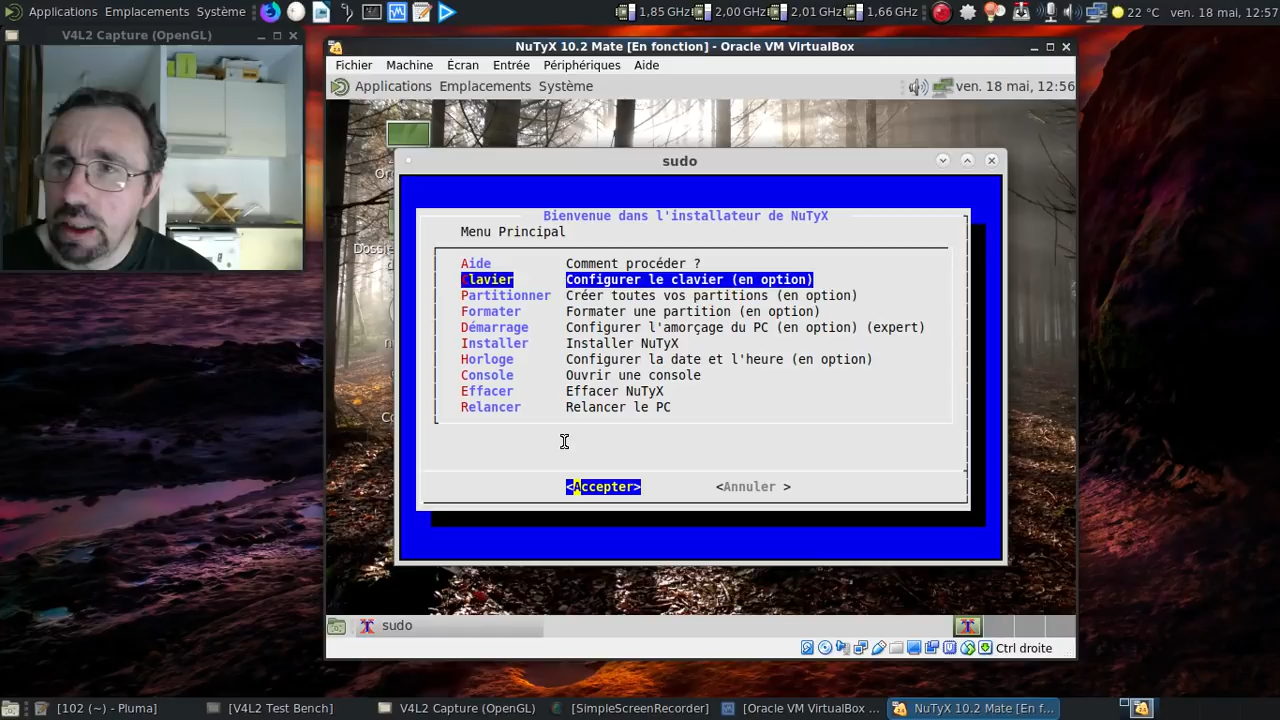 Applications Emplacements Système 1,85 GHz 2,00 GHz 2,01 GHz 1,66 GHz 22 °C ven. 18 mai, 12:57
V4L2 Capture (OpenGL)
NuTyX 10.2 Mate [En fonction] - Oracle VM VirtualBox
Fichier Machine Écran Entrée Périphériques Aide
Applications Emplacements Système ven. 18 mai, 12:56
sudo
Bienvenue dans l'installateur de NuTyX
Menu Principal
Aide Comment procéder ?
Clavier Configurer le clavier (en option)
Partitionner Créer toutes vos partitions (en option)
Formater Formater une partition (en option)
Démarrage Configurer l'amorçage du PC (en option) (expert)
Installer Installer NuTyX
Horloge Configurer la date et l'heure (en option)
Console Ouvrir une console
Effacer Effacer NuTyX
Relancer Relancer le PC
<Accepter> <Annuler >
sudo
Ctrl droite
[102 (~) - Pluma] [V4L2 Test Bench] V4L2 Capture (OpenGL) [SimpleScreenRecorder] [Oracle VM VirtualBox ... NuTyX 10.2 Mate [En f...